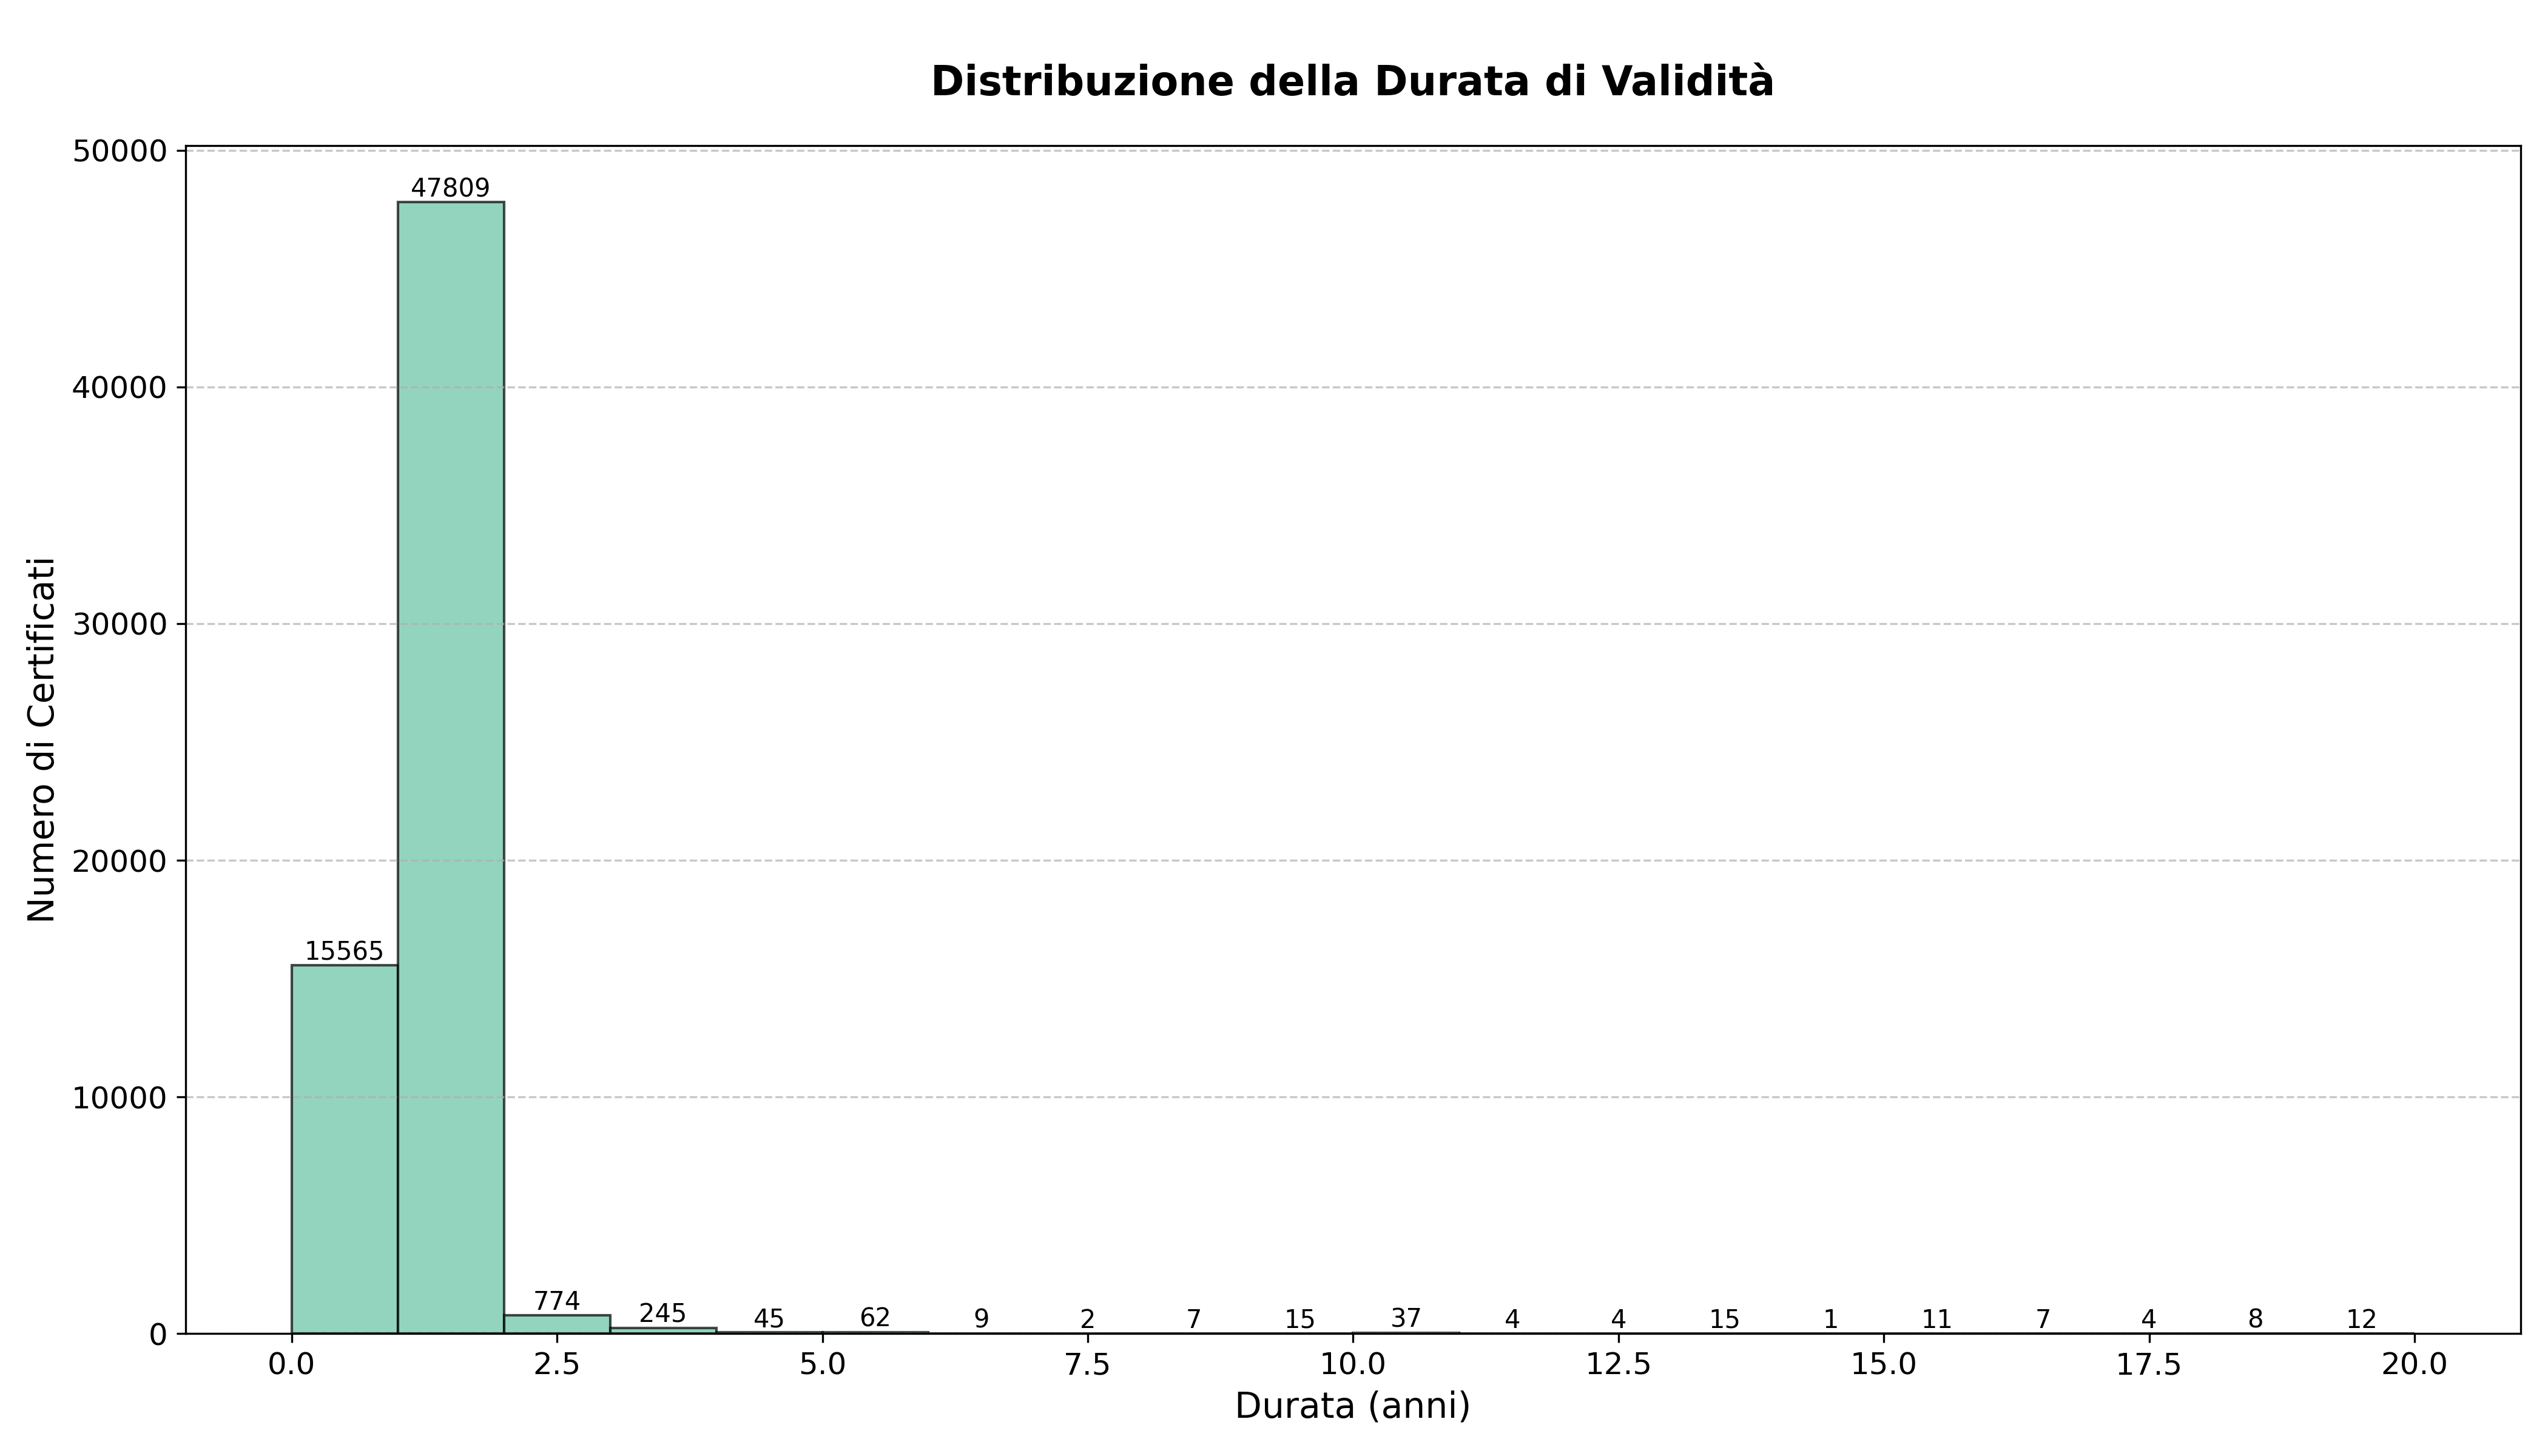 Distribuzione della Durata di Validità
50000
47809
40000
Numero di Certificati
30000
20000
15565
10000
774 245 45 62 9 2 7 15 37 4 4 15 1 11 7 4 8 12
0
0.0 2.5 5.0 7.5 10.0 12.5 15.0 17.5 20.0
Durata (anni)